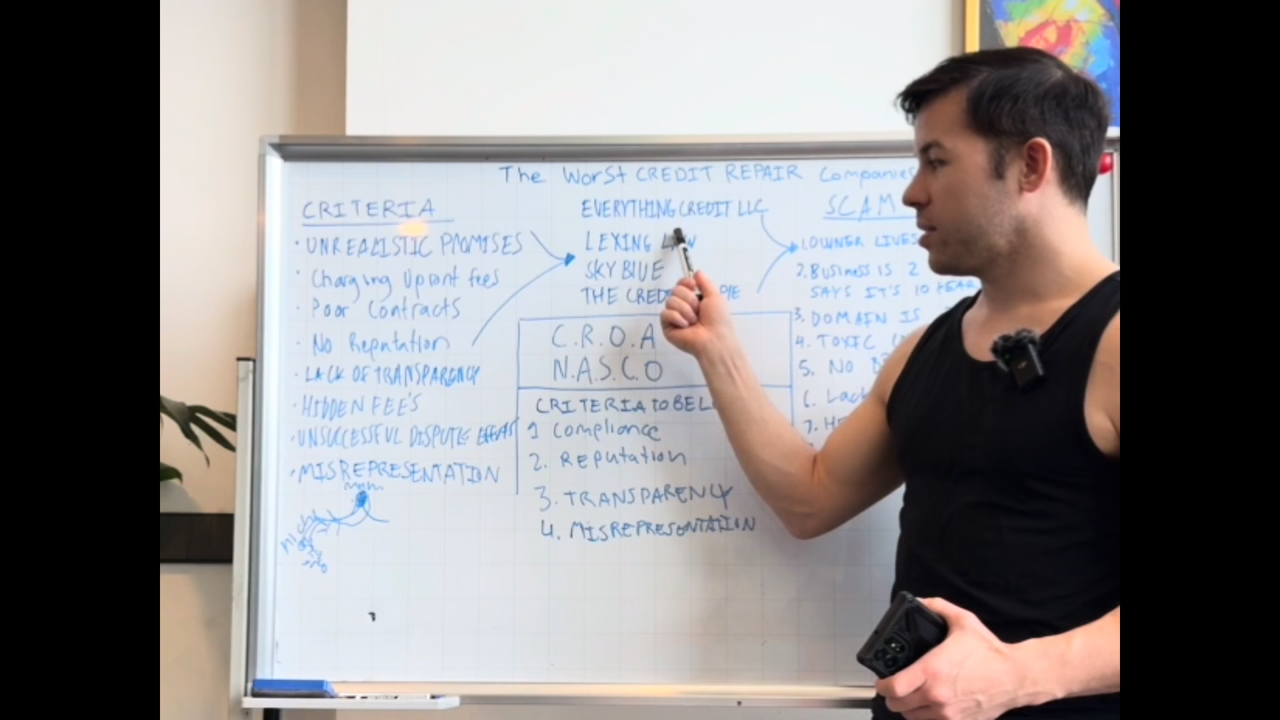 The WorSt CREDIT REPAIR Companies
CRITERIA
• UNREALISTIC PROMISES
• Charging Uprant fees
• Poor Contracts
• No Reputation
• LACK OF TRANSPARENCY
• HIDDEN FEE'S
• UNSUCCESSFUL DISPUTE
• MISREPRESENTATION
EVERYTHING CREDIT LLC
LEXING
SKY BLUE
THE
C.R.O.A
N.A.S.C.O
CRITERIA TO BE
1 Compliance
2. Reputation
3. TRANSPARENCY
4. MISREPRESENTATION
SCAM
1. OWNER LIVES
2. BUSINESS IS 2
SAYS IT'S 10 YEAR
3. DOMAIN IS
4. TOXIC
5. NO
6. Lack
7.